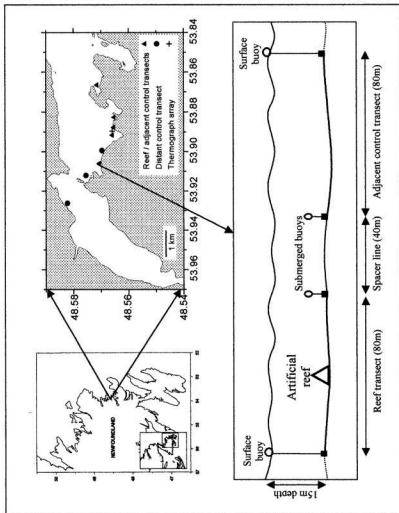 NEWFOUNDLAND
48.58
48.56
48.54
53.96
53.94
53.92
53.90
53.88
53.86
53.84
1 km
Reef / adjacent control transects
Distant control transect
Thermograph array
Surface
buoy
Artificial
reef
Submerged buoys
Surface
buoy
15m depth
Reef transect (80m)
Spacer line (40m)
Adjacent control transect (80m)